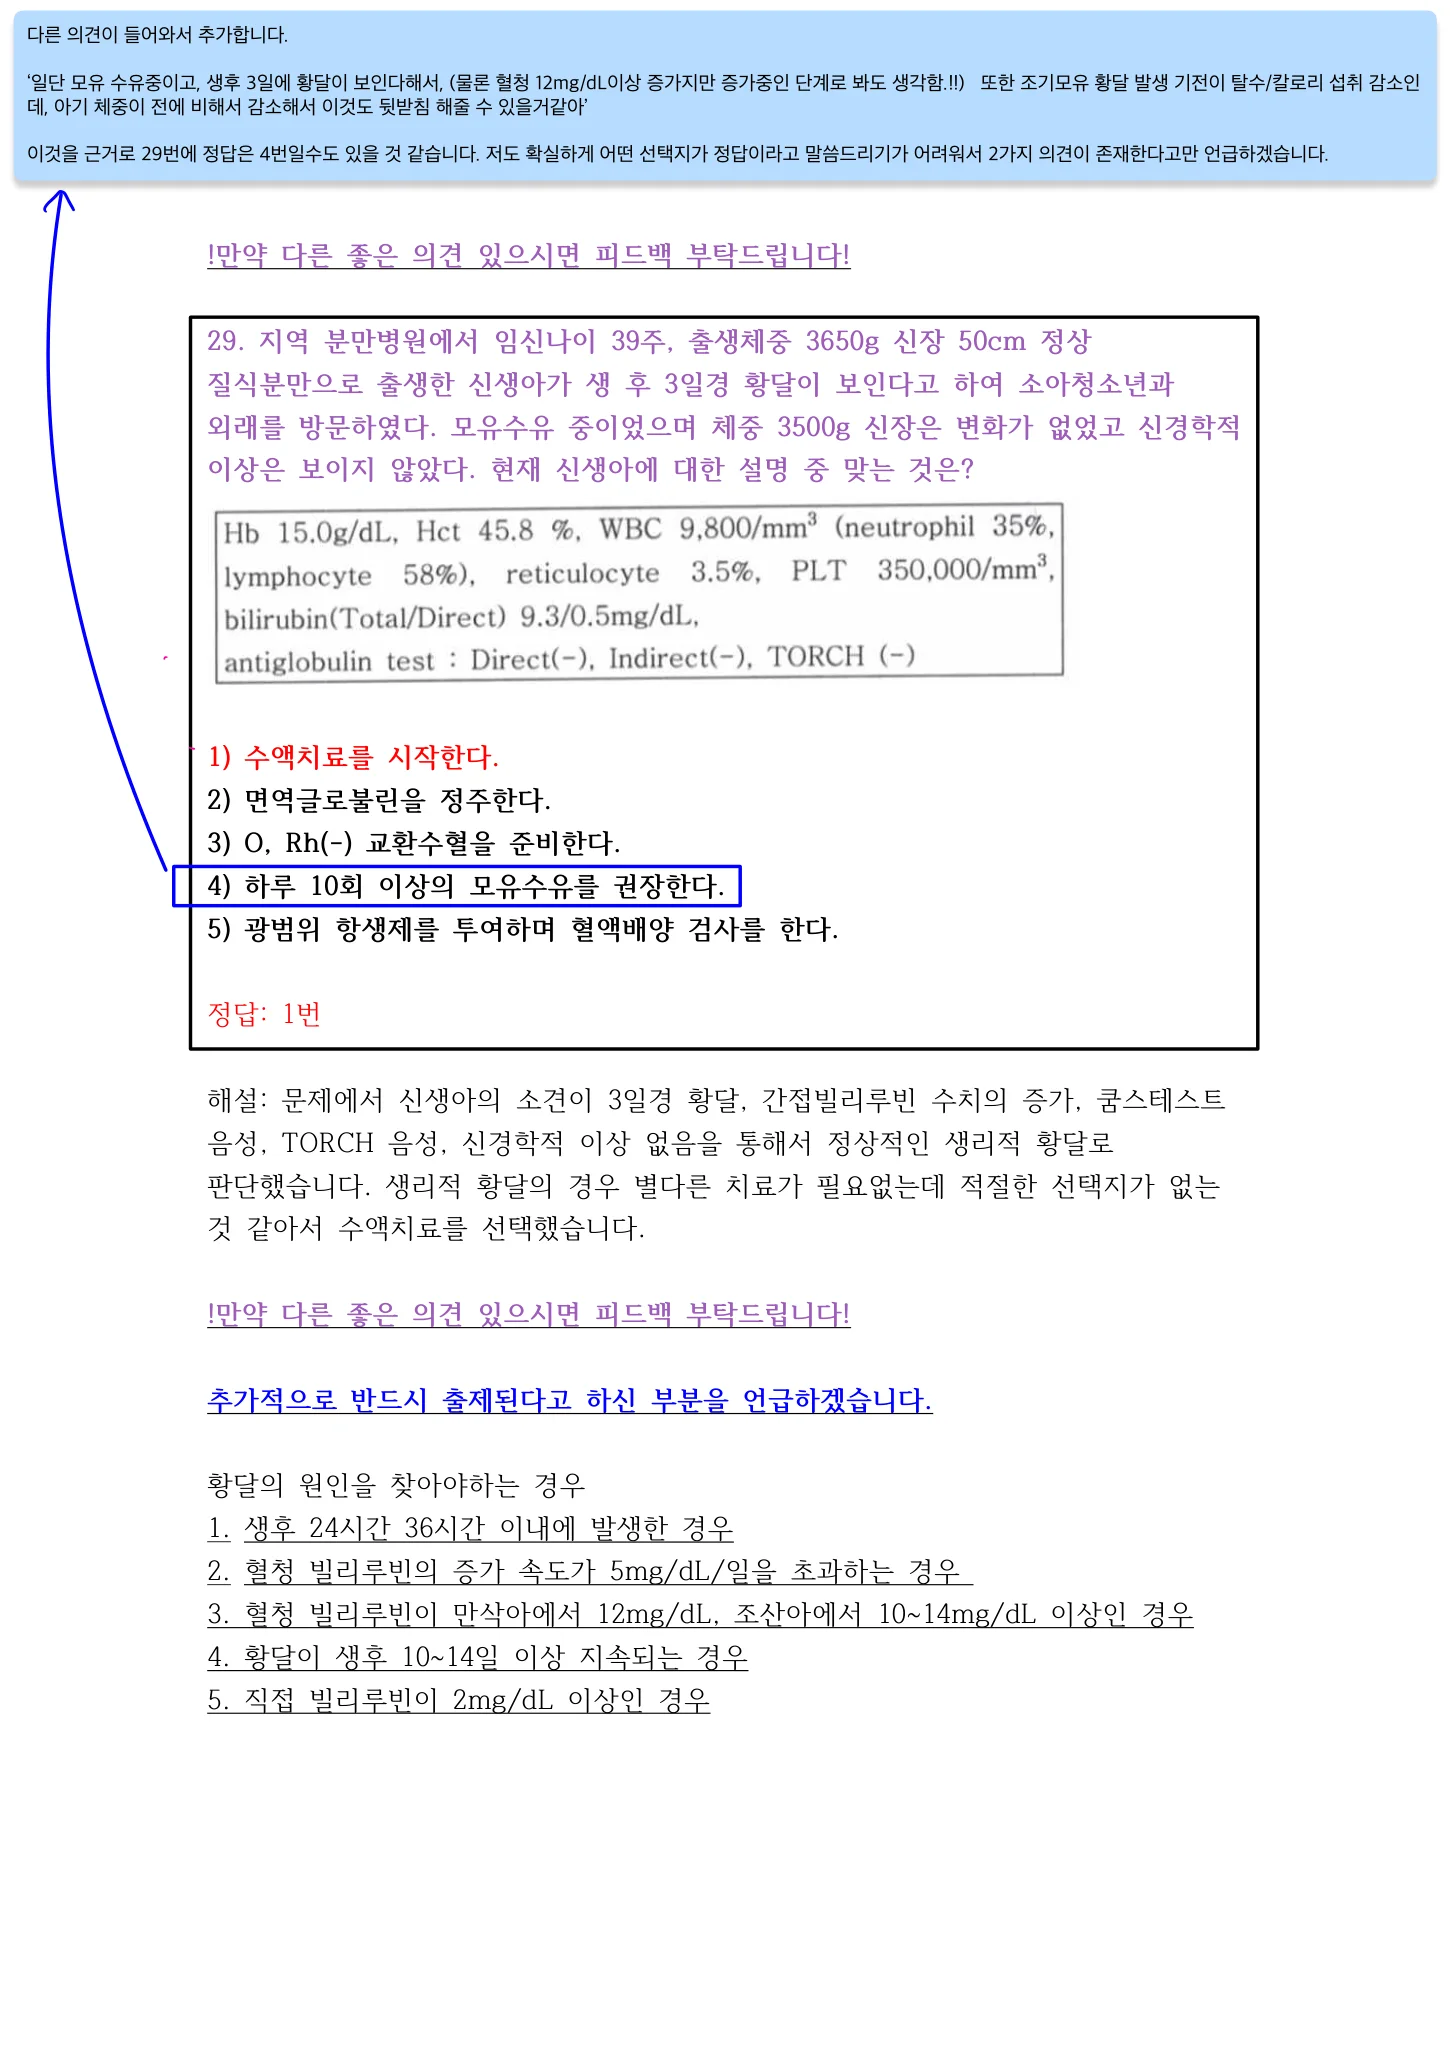 다른 의견이 들어와서 추가합니다.
‘일단 모유 수유중이고, 생후 3일에 황달이 보인다해서, (물론 혈청 12mg/dL이상 증가지만 증가중인 단계로 봐도 생각함.!!) 또한 조기모유 황달 발생 기전이 탈수/칼로리 섭취 감소인
데, 아기 체중이 전에 비해서 감소해서 이것도 뒷받침 해줄 수 있을거같아’
이것을 근거로 29번에 정답은 4번일수도 있을 것 같습니다. 저도 확실하게 어떤 선택지가 정답이라고 말씀드리기가 어려워서 2가지 의견이 존재한다고만 언급하겠습니다.
!만약 다른 좋은 의견 있으시면 피드백 부탁드립니다!
29. 지역 분만병원에서 임신나이 39주, 출생체중 3650g 신장 50cm 정상
질식분만으로 출생한 신생아가 생 후 3일경 황달이 보인다고 하여 소아청소년과
외래를 방문하였다. 모유수유 중이었으며 체중 3500g 신장은 변화가 없었고 신경학적
이상은 보이지 않았다. 현재 신생아에 대한 설명 중 맞는 것은?
Hb 15.0g/dL, Hct 45.8 %, WBC 9,800/mm³ (neutrophil 35%,
lymphocyte 58%), reticulocyte 3.5%, PLT 350,000/mm³,
bilirubin(Total/Direct) 9.3/0.5mg/dL,
antiglobulin test : Direct(-), Indirect(-), TORCH (-)
1) 수액치료를 시작한다.
2) 면역글로불린을 정주한다.
3) O, Rh(-) 교환수혈을 준비한다.
4) 하루 10회 이상의 모유수유를 권장한다.
5) 광범위 항생제를 투여하며 혈액배양 검사를 한다.
정답: 1번
해설: 문제에서 신생아의 소견이 3일경 황달, 간접빌리루빈 수치의 증가, 쿰스테스트
음성, TORCH 음성, 신경학적 이상 없음을 통해서 정상적인 생리적 황달로
판단했습니다. 생리적 황달의 경우 별다른 치료가 필요없는데 적절한 선택지가 없는
것 같아서 수액치료를 선택했습니다.
!만약 다른 좋은 의견 있으시면 피드백 부탁드립니다!
추가적으로 반드시 출제된다고 하신 부분을 언급하겠습니다.
황달의 원인을 찾아야하는 경우
1. 생후 24시간 36시간 이내에 발생한 경우
2. 혈청 빌리루빈의 증가 속도가 5mg/dL/일을 초과하는 경우
3. 혈청 빌리루빈이 만삭아에서 12mg/dL, 조산아에서 10~14mg/dL 이상인 경우
4. 황달이 생후 10~14일 이상 지속되는 경우
5. 직접 빌리루빈이 2mg/dL 이상인 경우